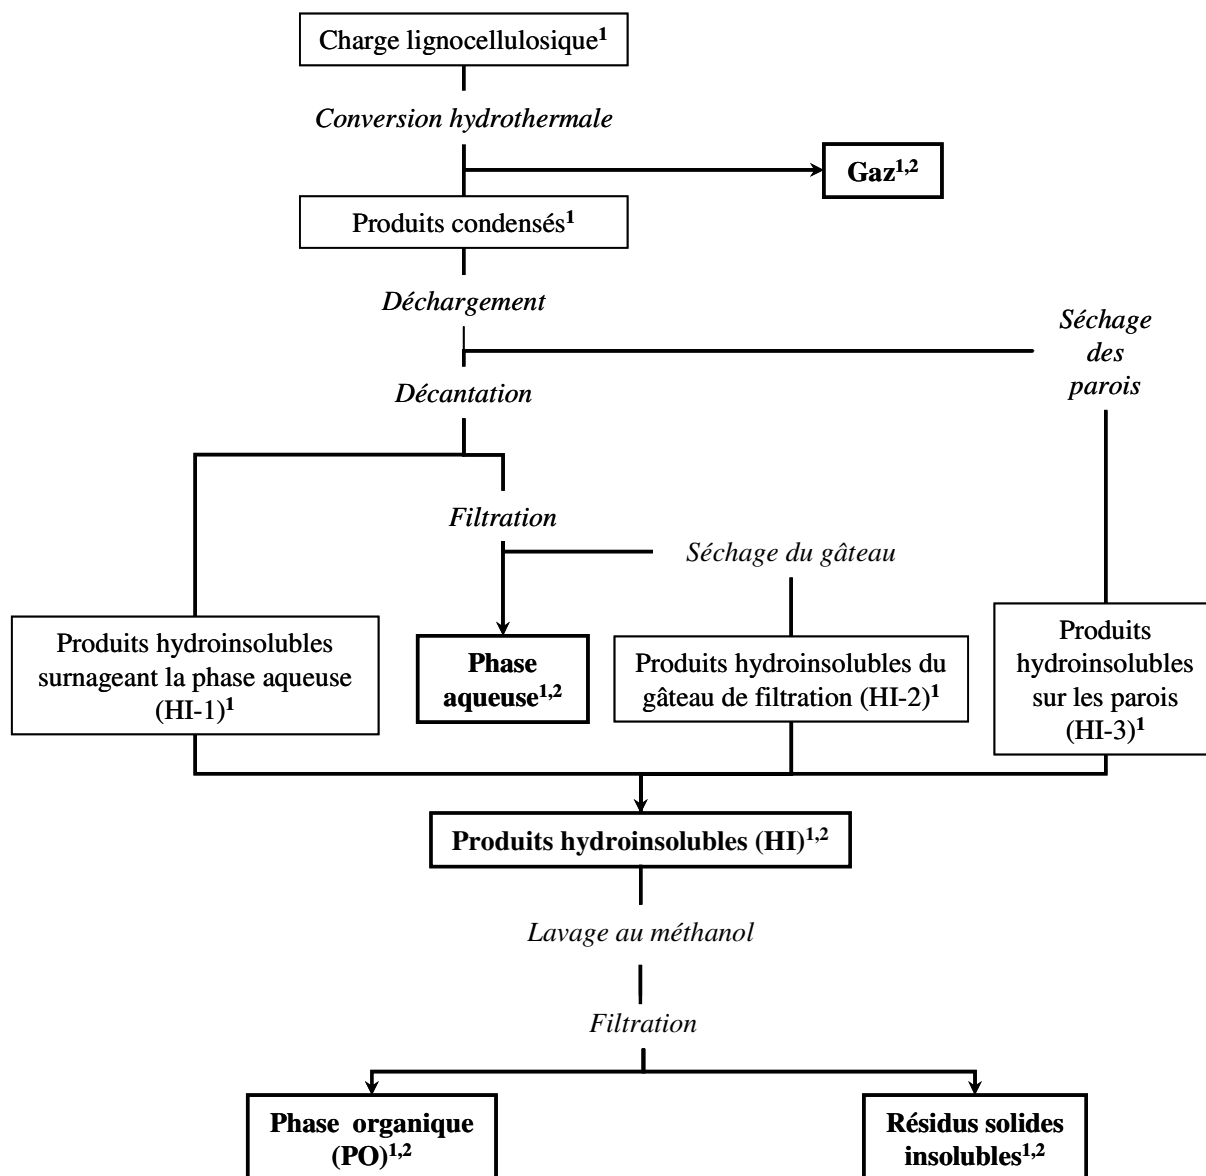 Charge lignocellulosique¹
Conversion hydrothermale
Gaz¹,²
Produits condensés¹
Déchargement
Séchage
des
parois
Décantation
Filtration
Séchage du gâteau
Produits hydroinsolubles
surnageant la phase aqueuse
(HI-1)¹
Phase
aqueuse¹,²
Produits hydroinsolubles du
gâteau de filtration (HI-2)¹
Produits
hydroinsolubles
sur les parois
(HI-3)¹
Produits hydroinsolubles (HI)¹,²
Lavage au méthanol
Filtration
Phase organique
(PO)¹,²
Résidus solides
insolubles¹,²